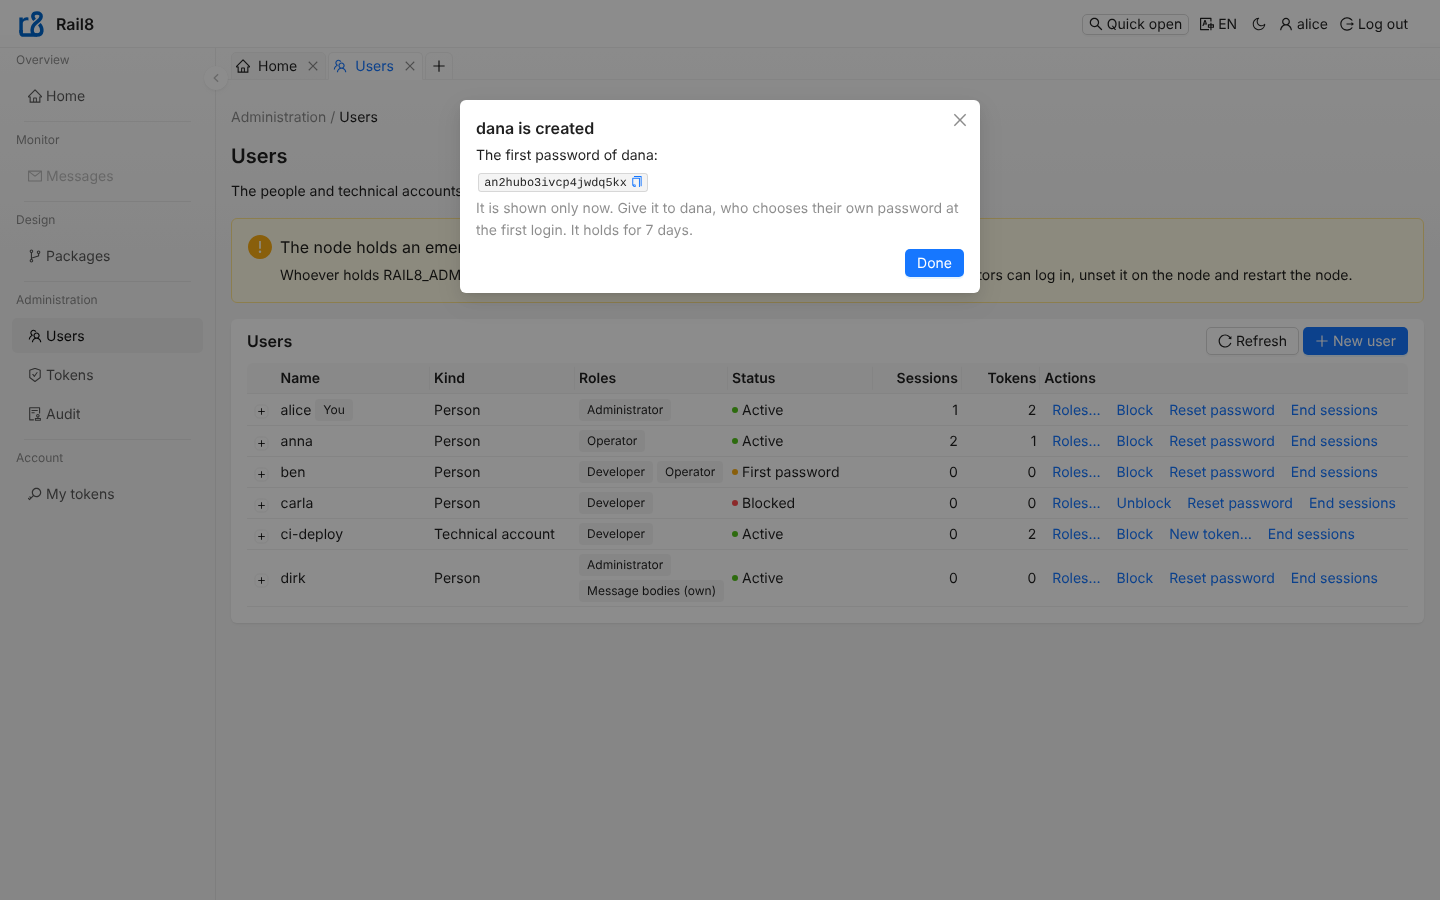 Rail8
Quick open
EN
alice
Log out
Overview
Home
Monitor
Messages
Design
Packages
Administration
Users
Tokens
Audit
Account
My tokens
Home
Users
Administration / Users
Users
The people and technical accounts
The node holds an emer
Whoever holds RAIL8_ADM
tors can log in, unset it on the node and restart the node.
dana is created
The first password of dana:
an2hubo3ivcp4jwdq5kx
It is shown only now. Give it to dana, who chooses their own password at
the first login. It holds for 7 days.
Done
Users
Refresh
New user
Name Kind Roles Status Sessions Tokens Actions
alice You Person Administrator Active 1 2 Roles... Block Reset password End sessions
anna Person Operator Active 2 1 Roles... Block Reset password End sessions
ben Person Developer Operator First password 0 0 Roles... Block Reset password End sessions
carla Person Developer Blocked 0 0 Roles... Unblock Reset password End sessions
ci-deploy Technical account Developer Active 0 2 Roles... Block New token... End sessions
dirk Person Administrator Message bodies (own) Active 0 0 Roles... Block Reset password End sessions